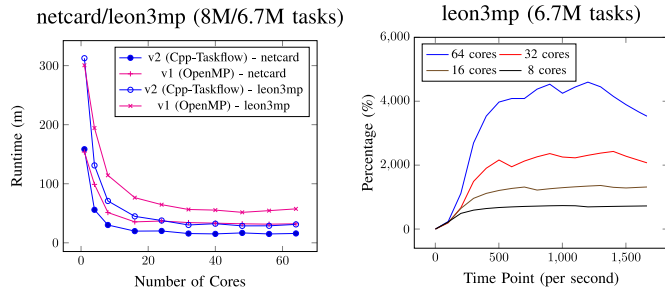 netcard/leon3mp (8M/6.7M tasks)
v2 (Cpp-Taskflow) - netcard
v1 (OpenMP) - netcard
v2 (Cpp-Taskflow) - leon3mp
v1 (OpenMP) - leon3mp
300
200
100
0
Runtime (m)
0
20
40
60
Number of Cores
leon3mp (6.7M tasks)
64 cores
32 cores
16 cores
8 cores
6,000
4,000
2,000
0
Percentage (%)
0
500
1,000
1,500
Time Point (per second)